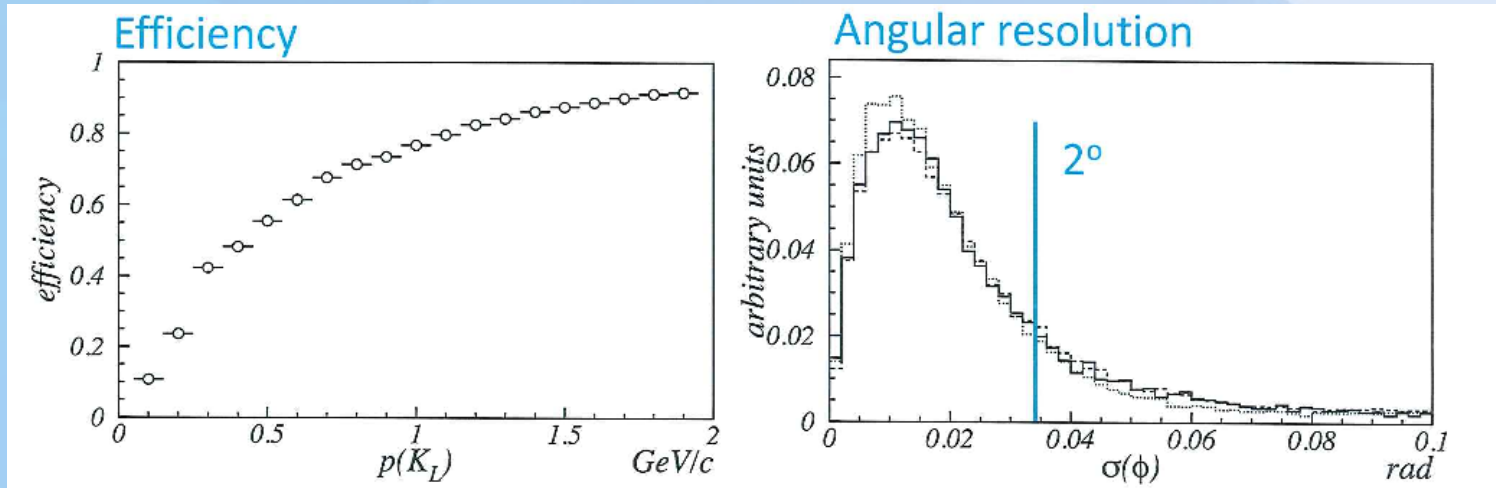 Efficiency
1
0.8
0.6
0.4
0.2
0
efficiency
0 0.5 1 1.5 2
p(K_L) GeV/c
Angular resolution
0.08
0.06
0.04
0.02
0
arbitrary units
2º
0 0.02 0.04 0.06 0.08 0.1
σ(ϕ) rad